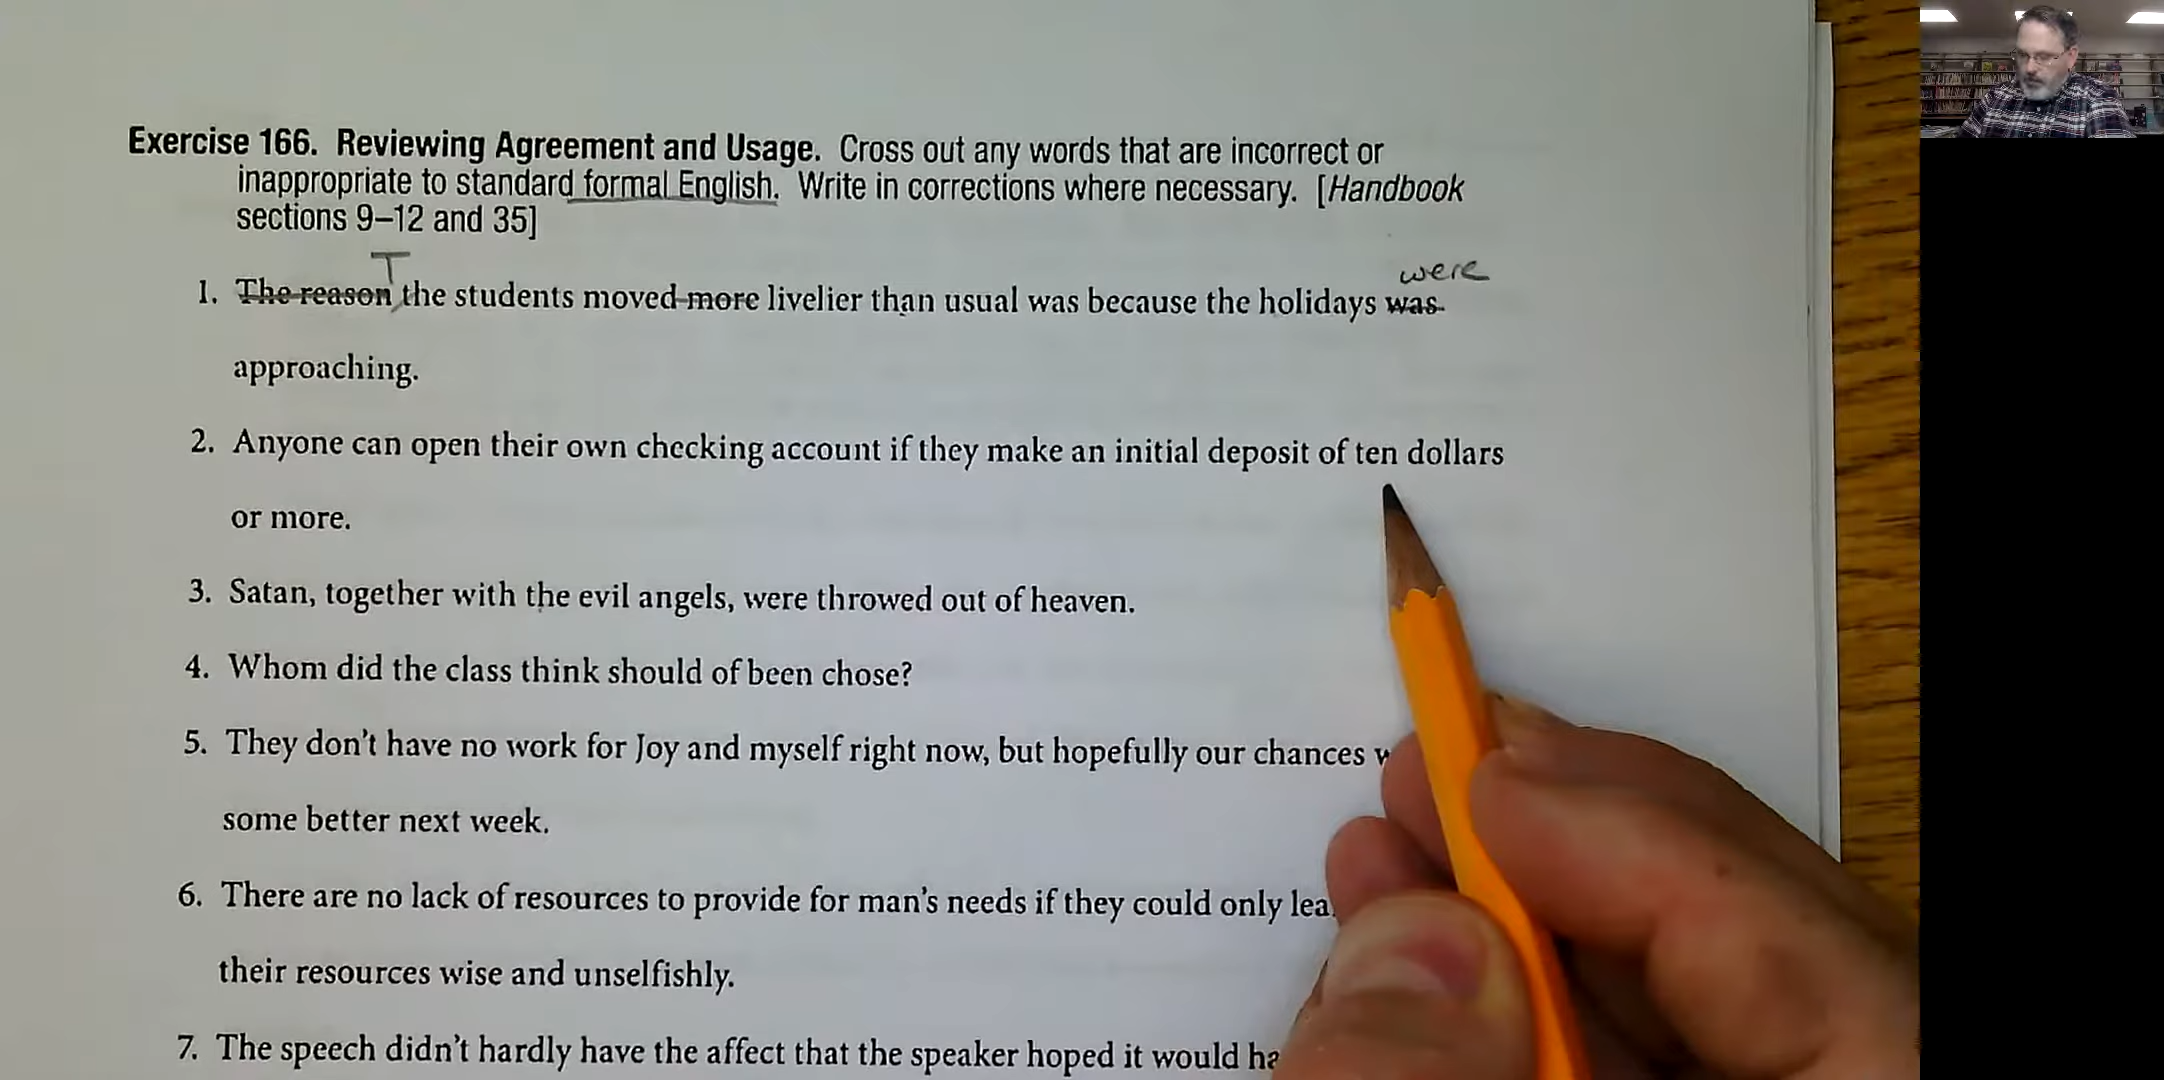 Exercise 166. Reviewing Agreement and Usage. Cross out any words that are incorrect or
inappropriate to standard formal English. Write in corrections where necessary. [Handbook
sections 9–12 and 35]
T were
1. The reason the students moved more livelier than usual was because the holidays was
approaching.
2. Anyone can open their own checking account if they make an initial deposit of ten dollars
or more.
3. Satan, together with the evil angels, were throwed out of heaven.
4. Whom did the class think should of been chose?
5. They don't have no work for Joy and myself right now, but hopefully our chances
some better next week.
6. There are no lack of resources to provide for man's needs if they could only
their resources wise and unselfishly.
7. The speech didn't hardly have the affect that the speaker hoped it would